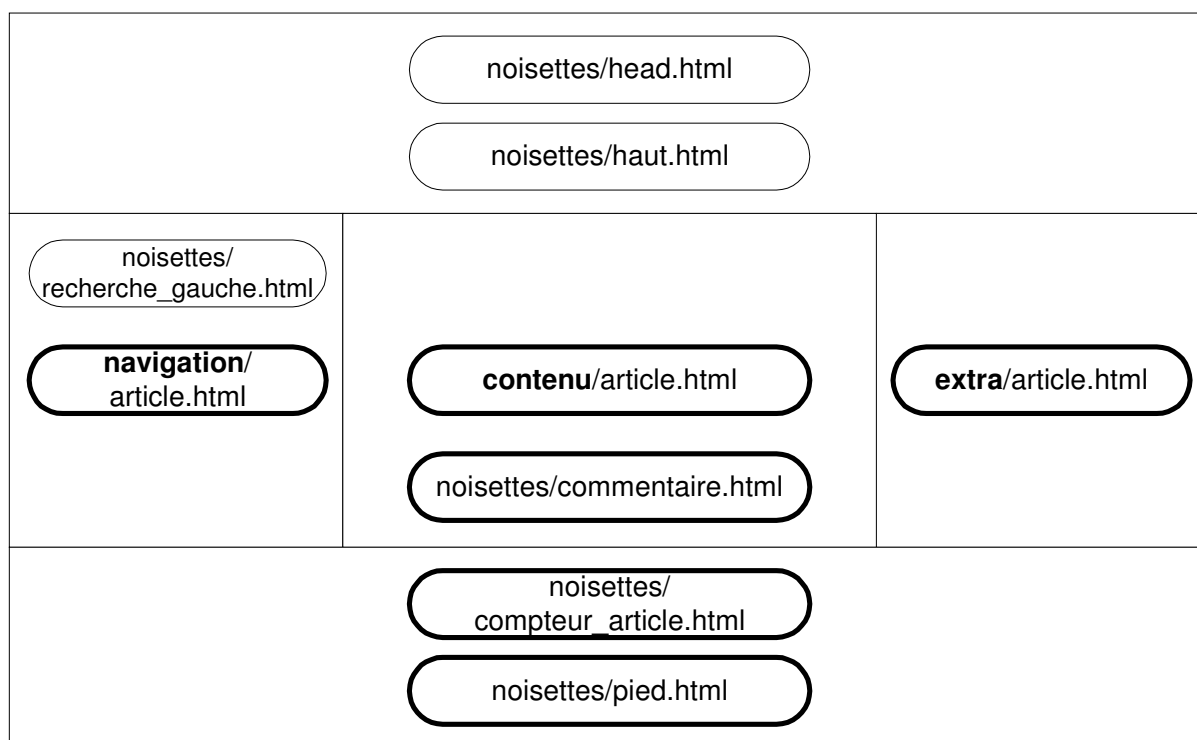 noisettes/head.html
noisettes/haut.html
noisettes/
recherche_gauche.html
navigation/
article.html
contenu/article.html
noisettes/commentaire.html
extra/article.html
noisettes/
compteur_article.html
noisettes/pied.html